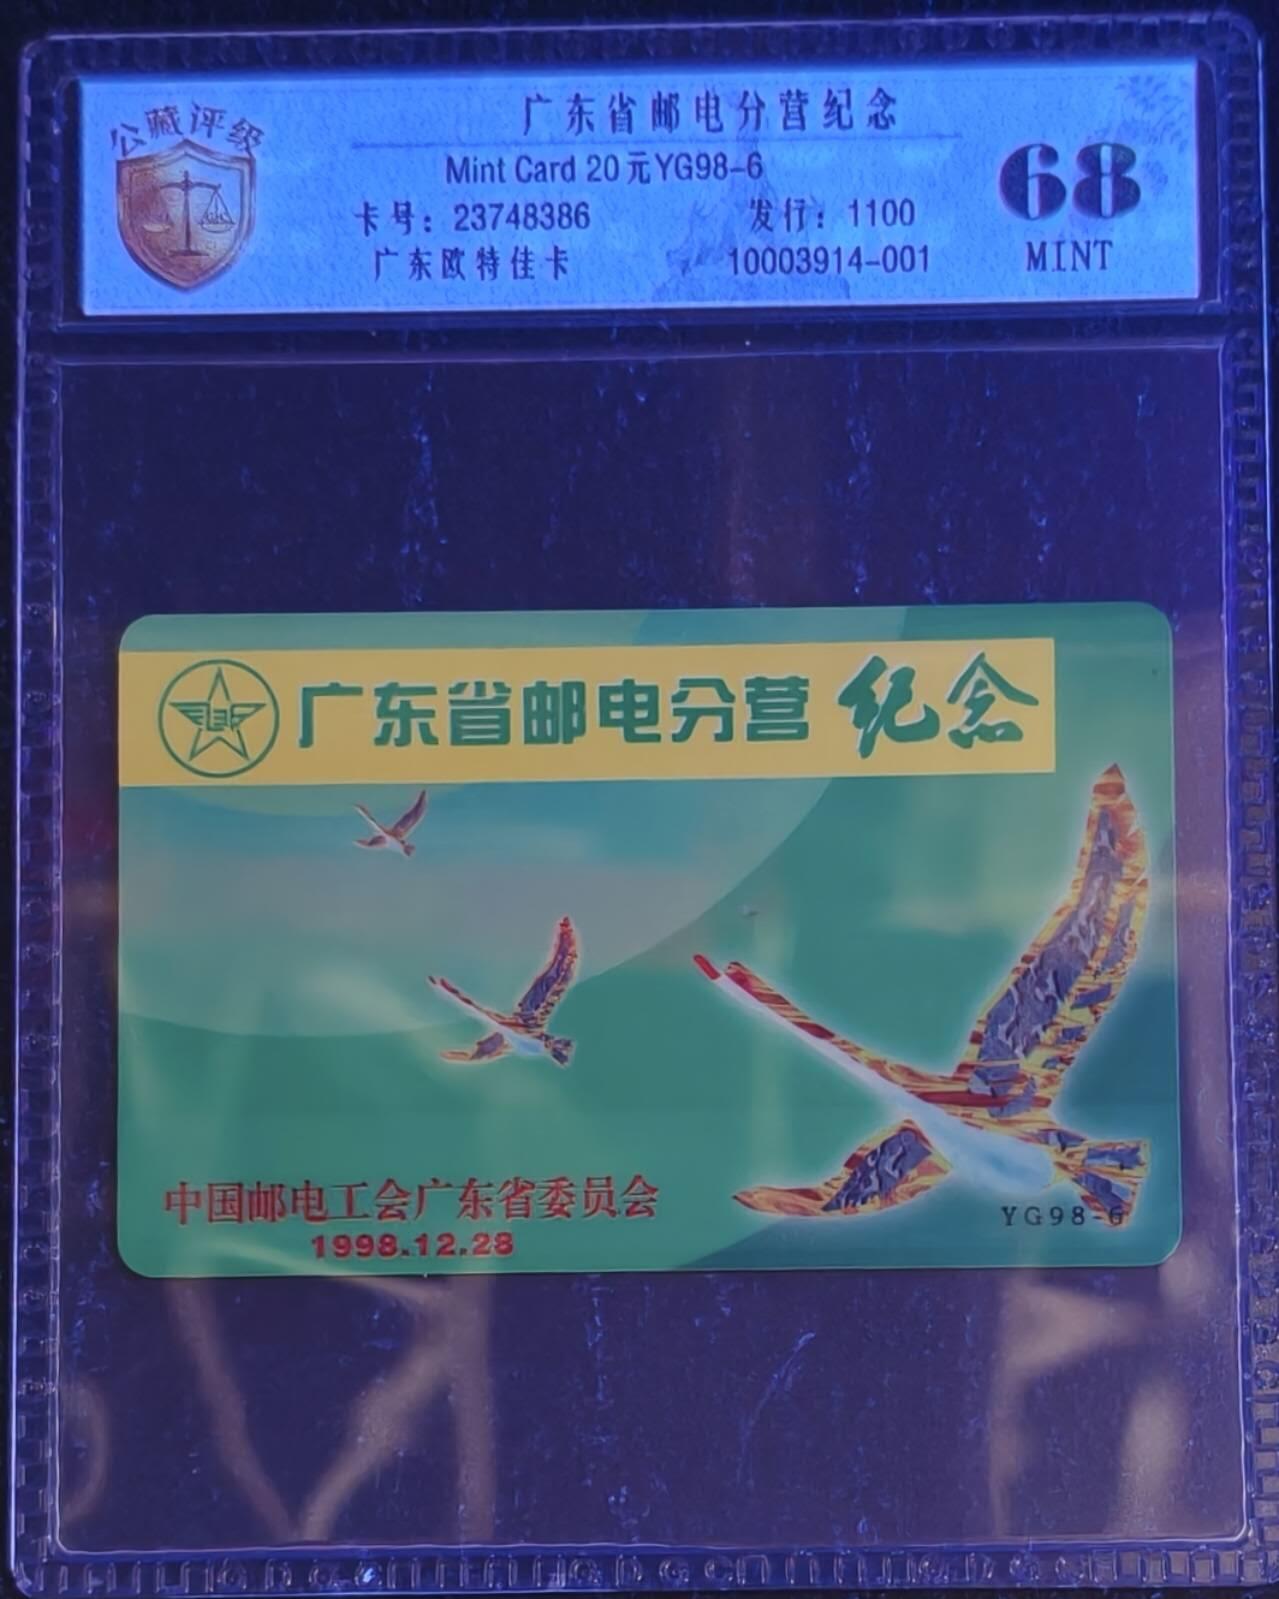 公藏评级
广东省邮电分营纪念
Mint Card 20元YG98-6
卡号：23748386 发行：1100
广东欧特佳卡 10003914-001
68
MINT
广东省邮电分营 纪念
中国邮电工会广东省委员会
1998.12.28
YG98-6